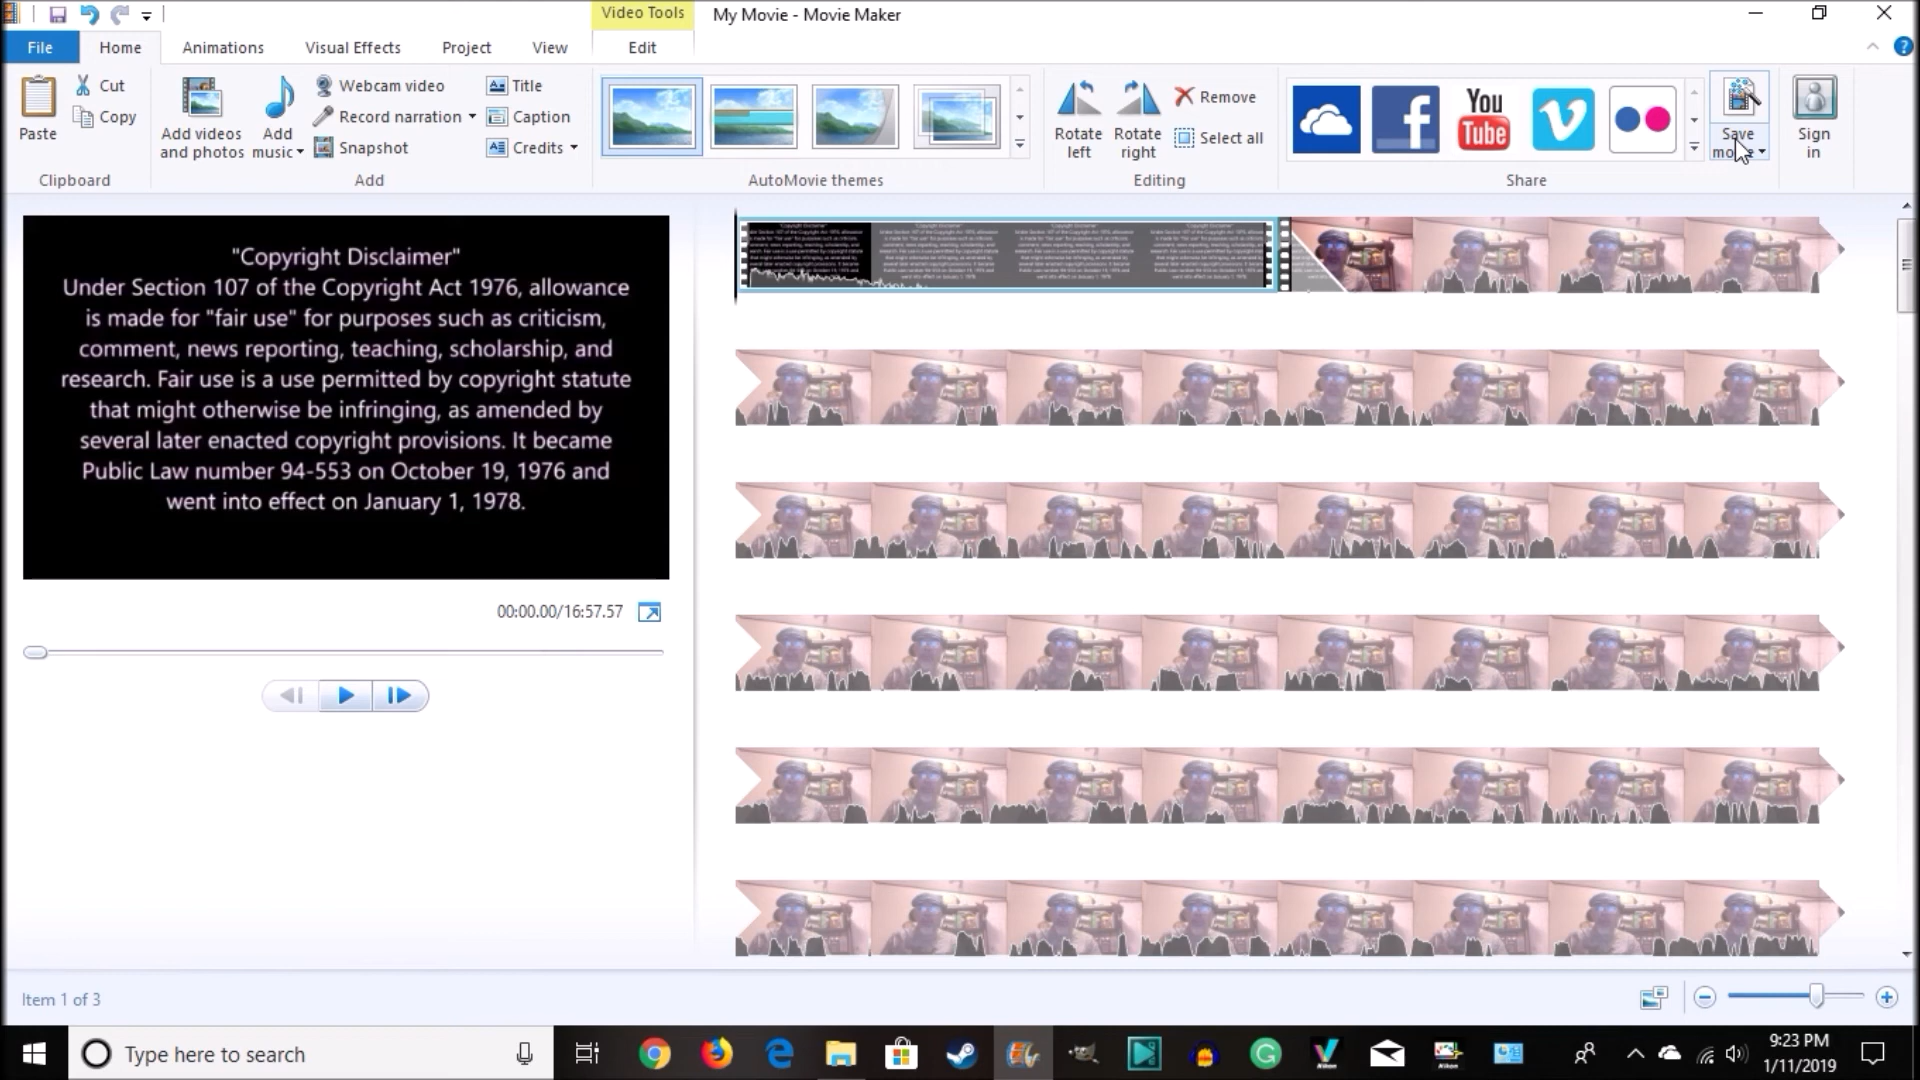 Video Tools
My Movie - Movie Maker
File
Home
Animations
Visual Effects
Project
View
Edit
Paste
Cut
Copy
Clipboard
Add videos
and photos
Add
music
Webcam video
Record narration
Snapshot
Title
Caption
Credits
Add
AutoMovie themes
Rotate
left
Rotate
right
Remove
Select all
Editing
You
Tube
Share
Save
Sign
in
"Copyright Disclaimer"
Under Section 107 of the Copyright Act 1976, allowance
is made for "fair use" for purposes such as criticism,
comment, news reporting, teaching, scholarship, and
research. Fair use is a use permitted by copyright statute
that might otherwise be infringing, as amended by
several later enacted copyright provisions. It became
Public Law number 94-553 on October 19, 1976 and
went into effect on January 1, 1978.
00:00.00/16:57.57
Item 1 of 3
Type here to search
9:23 PM
1/11/2019